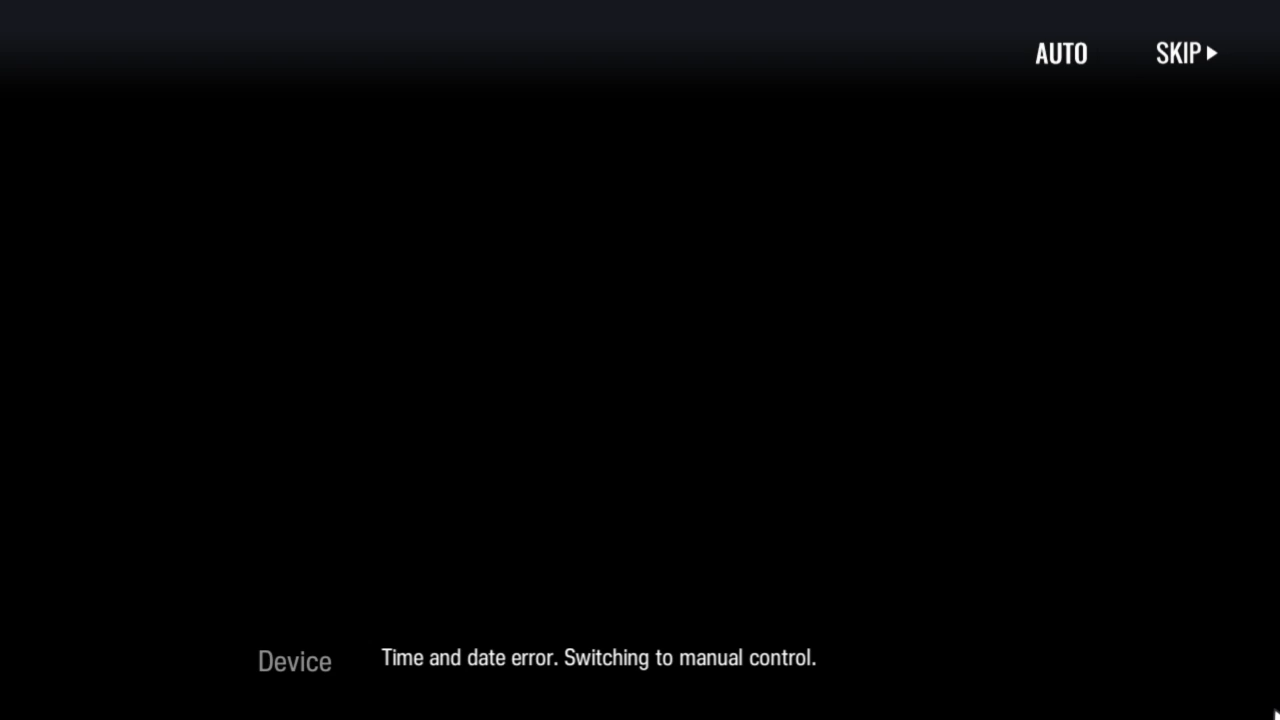 AUTO SKIP
Device Time and date error. Switching to manual control.